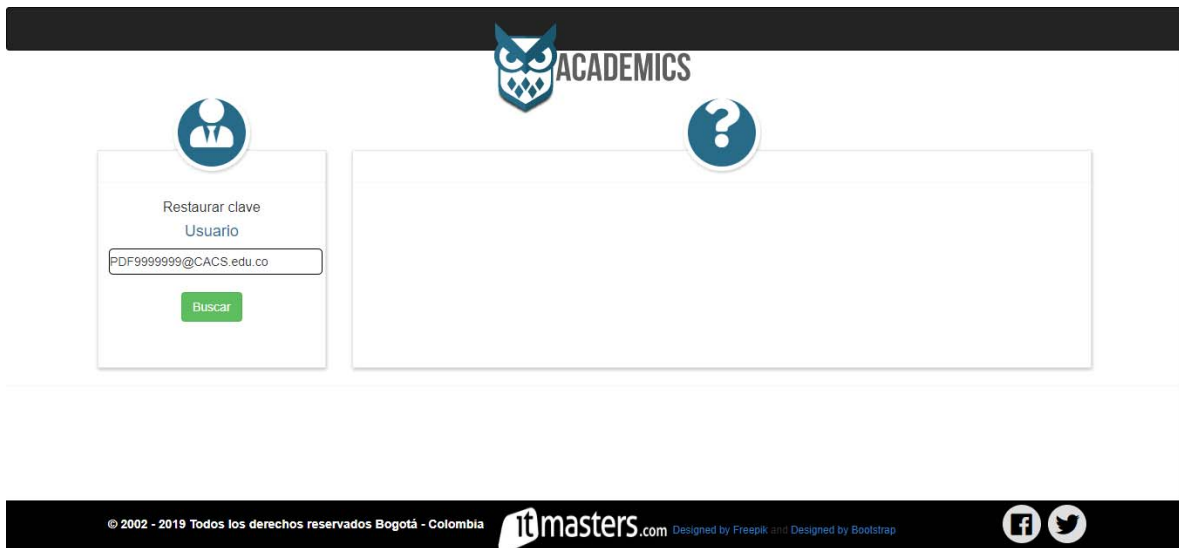 ACADEMICS
Restaurar clave
Usuario
PDF9999999@CACS.edu.co
Buscar
© 2002 - 2019 Todos los derechos reservados Bogotá - Colombia
itmasters.com Designed by Freepik and Designed by Bootstrap